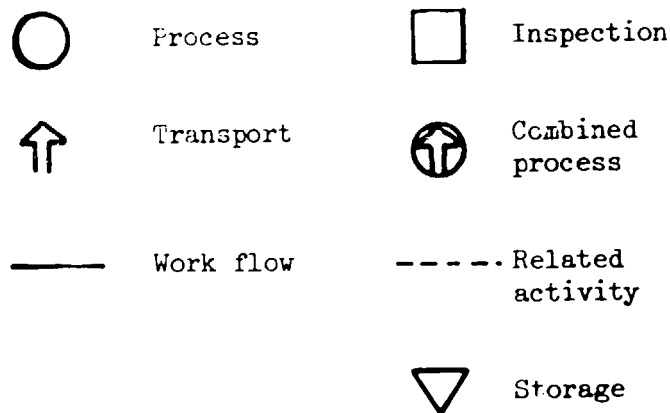 Process
Inspection
Transport
Combined
process
Work flow
Related
activity
Storage